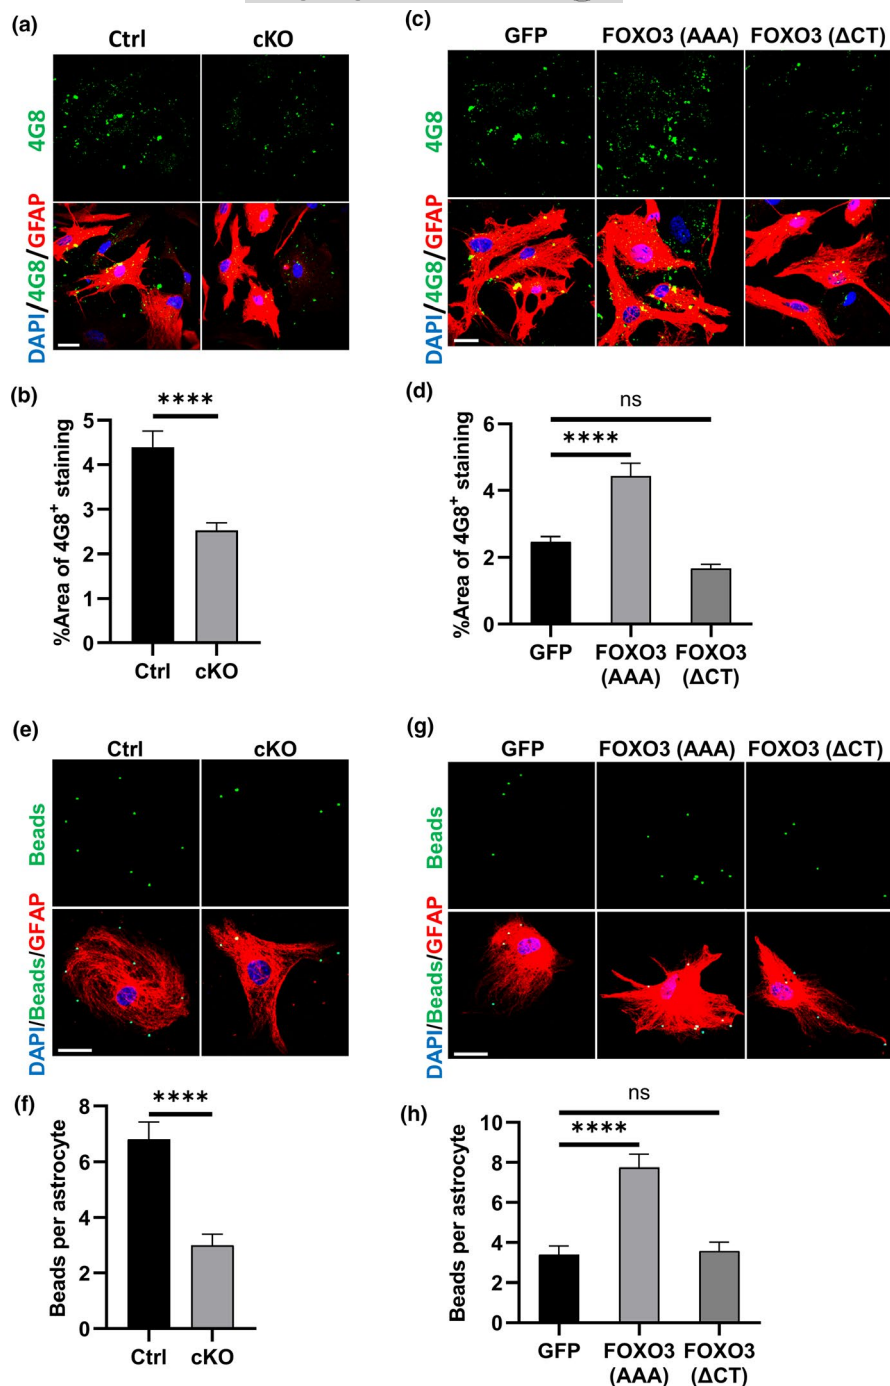 (a)
Ctrl cKO
4G8
DAPI/4G8/GFAP
(c)
GFP FOXO3 (AAA) FOXO3 (ΔCT)
4G8
DAPI/4G8/GFAP
(b)
****
%Area of 4G8⁺ staining
5
4
3
2
1
0
Ctrl cKO
(d)
ns
****
%Area of 4G8⁺ staining
6
4
2
0
GFP FOXO3 FOXO3
(AAA) (ΔCT)
(e)
Ctrl cKO
Beads
DAPI/Beads/GFAP
(g)
GFP FOXO3 (AAA) FOXO3 (ΔCT)
Beads
DAPI/Beads/GFAP
(f)
****
Beads per astrocyte
8
6
4
2
0
Ctrl cKO
(h)
ns
****
Beads per astrocyte
10
8
6
4
2
0
GFP FOXO3 FOXO3
(AAA) (ΔCT)